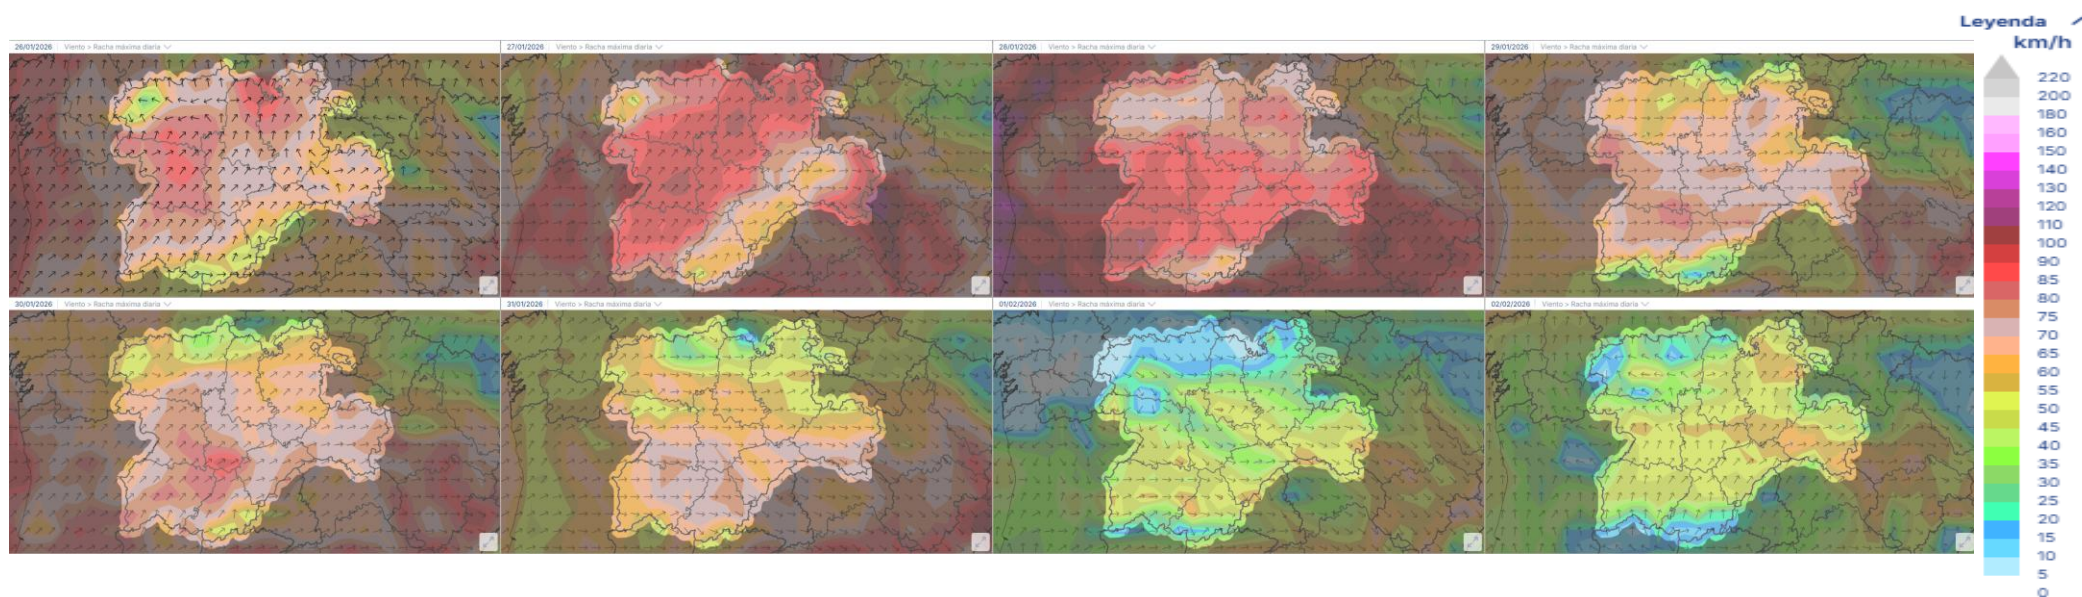 Leyenda
km/h
26/01/2026 Viento > Racha máxima diaria
27/01/2026 Viento > Racha máxima diaria
28/01/2026 Viento > Racha máxima diaria
29/01/2026 Viento > Racha máxima diaria
30/01/2026 Viento > Racha máxima diaria
31/01/2026 Viento > Racha máxima diaria
01/02/2026 Viento > Racha máxima diaria
02/02/2026 Viento > Racha máxima diaria
220
200
180
160
150
140
130
120
110
100
90
85
80
75
70
65
60
55
50
45
40
35
30
25
20
15
10
5
0